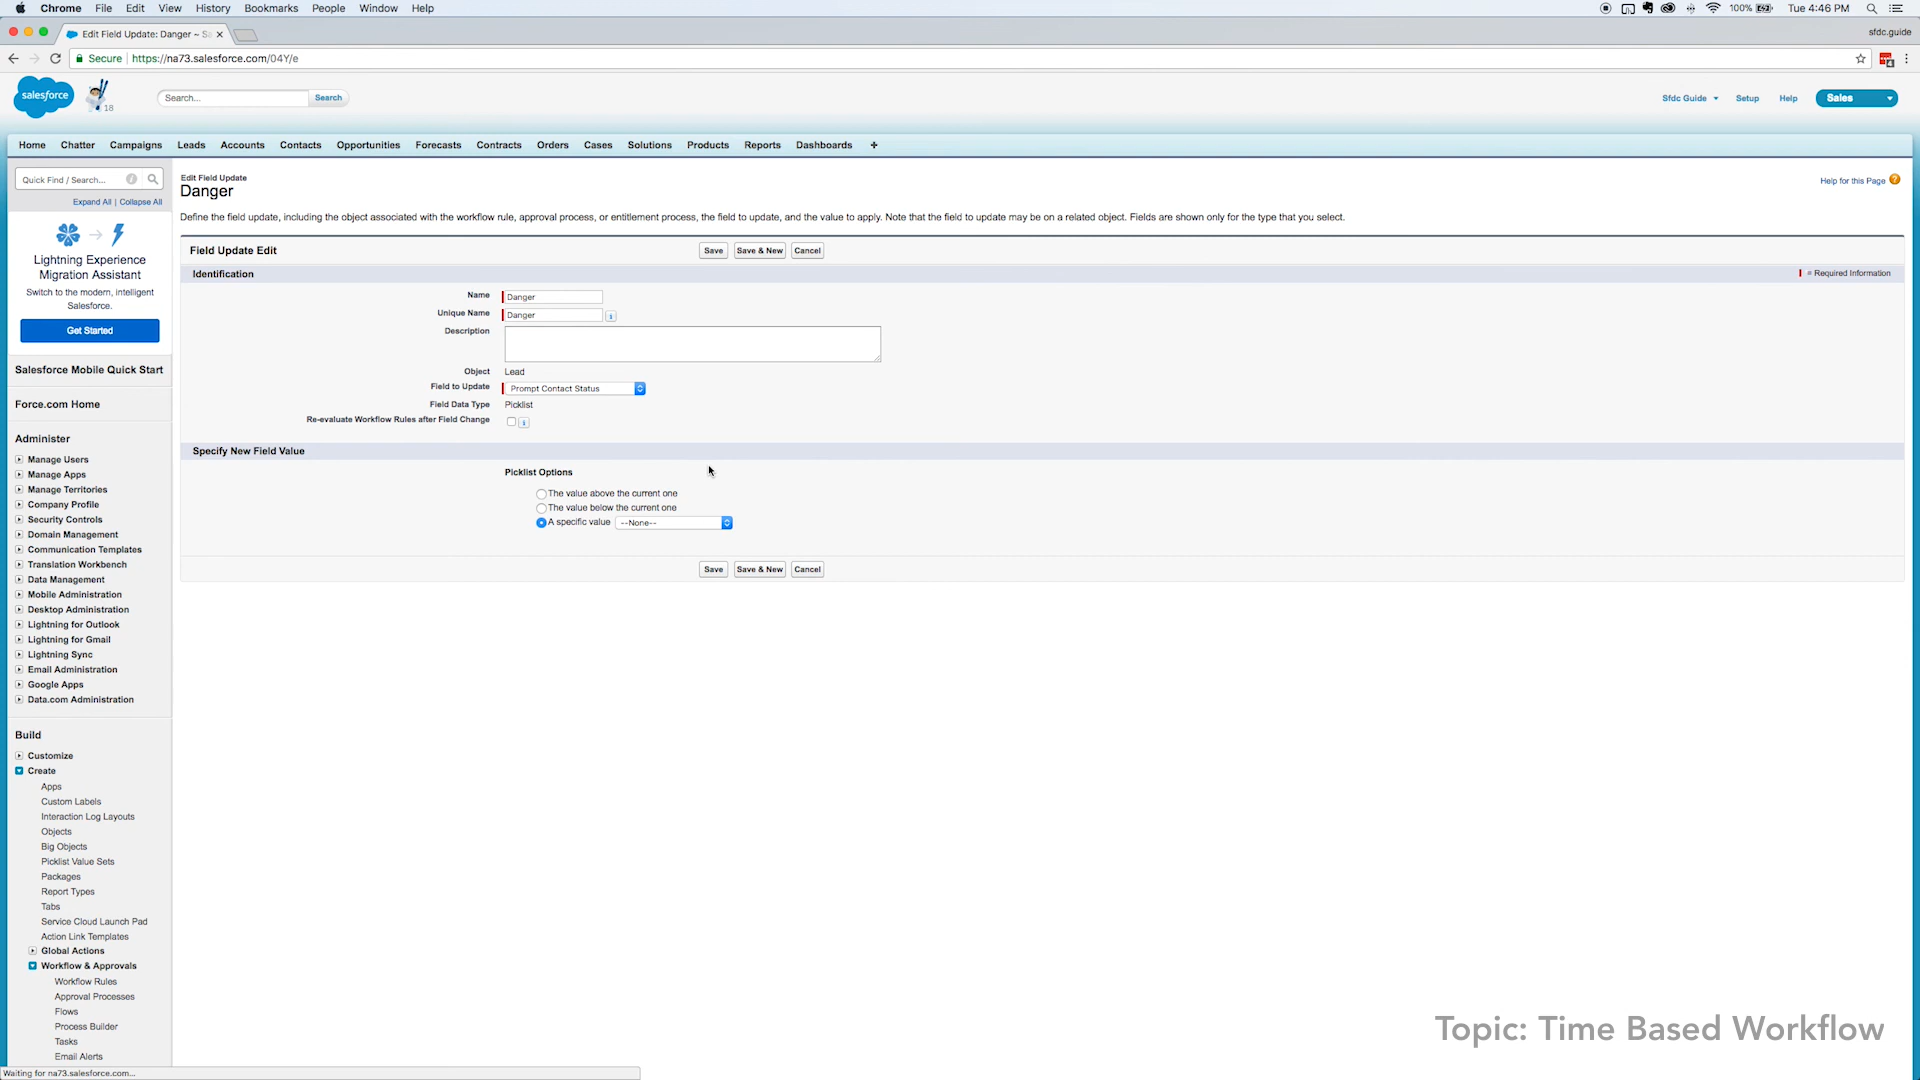 Chrome File Edit View History Bookmarks People Window Help 100% Tue 4:46 PM
Edit Field Update: Danger ~ Sa sfdc.guide
Secure https://na73.salesforce.com/04Y/e
salesforce 18 Search... Search Sfdc Guide Setup Help Sales
Home Chatter Campaigns Leads Accounts Contacts Opportunities Forecasts Contracts Orders Cases Solutions Products Reports Dashboards +
Quick Find / Search...
Expand All | Collapse All
Lightning Experience
Migration Assistant
Switch to the modern, intelligent
Salesforce.
Get Started
Salesforce Mobile Quick Start
Force.com Home
Administer
Manage Users
Manage Apps
Manage Territories
Company Profile
Security Controls
Domain Management
Communication Templates
Translation Workbench
Data Management
Mobile Administration
Desktop Administration
Lightning for Outlook
Lightning for Gmail
Lightning Sync
Email Administration
Google Apps
Data.com Administration
Build
Customize
Create
Apps
Custom Labels
Interaction Log Layouts
Objects
Big Objects
Picklist Value Sets
Packages
Report Types
Tabs
Service Cloud Launch Pad
Action Link Templates
Global Actions
Workflow & Approvals
Workflow Rules
Approval Processes
Flows
Process Builder
Tasks
Email Alerts
Edit Field Update
Danger
Help for this Page
Define the field update, including the object associated with the workflow rule, approval process, or entitlement process, the field to update, and the value to apply. Note that the field to update may be on a related object. Fields are shown only for the type that you select.
Field Update Edit Save Save & New Cancel
Identification = Required Information
Name Danger
Unique Name Danger
Description
Object Lead
Field to Update Prompt Contact Status
Field Data Type Picklist
Re-evaluate Workflow Rules after Field Change
Specify New Field Value
Picklist Options
The value above the current one
The value below the current one
A specific value --None--
Save Save & New Cancel
Topic: Time Based Workflow
Waiting for na73.salesforce.com...